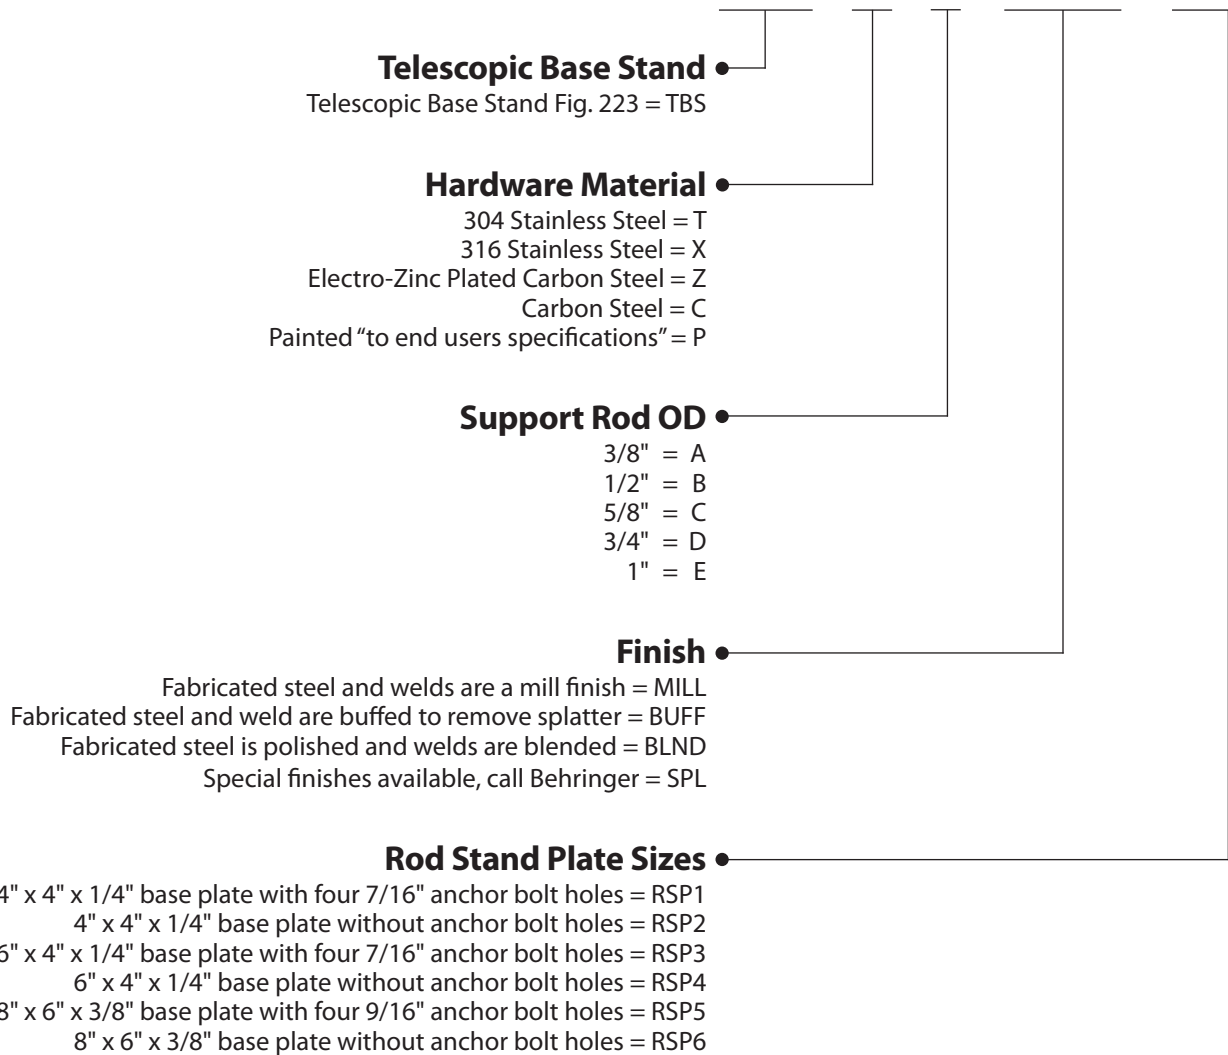 Telescopic Base Stand
Telescopic Base Stand Fig. 223 = TBS
Hardware Material
304 Stainless Steel = T
316 Stainless Steel = X
Electro-Zinc Plated Carbon Steel = Z
Carbon Steel = C
Painted “to end users specifications” = P
Support Rod OD
3/8" = A
1/2" = B
5/8" = C
3/4" = D
1" = E
Finish
Fabricated steel and welds are a mill finish = MILL
Fabricated steel and weld are buffed to remove splatter = BUFF
Fabricated steel is polished and welds are blended = BLND
Special finishes available, call Behringer = SPL
Rod Stand Plate Sizes
4" x 4" x 1/4" base plate with four 7/16" anchor bolt holes = RSP1
4" x 4" x 1/4" base plate without anchor bolt holes = RSP2
6" x 4" x 1/4" base plate with four 7/16" anchor bolt holes = RSP3
6" x 4" x 1/4" base plate without anchor bolt holes = RSP4
8" x 6" x 3/8" base plate with four 9/16" anchor bolt holes = RSP5
8" x 6" x 3/8" base plate without anchor bolt holes = RSP6